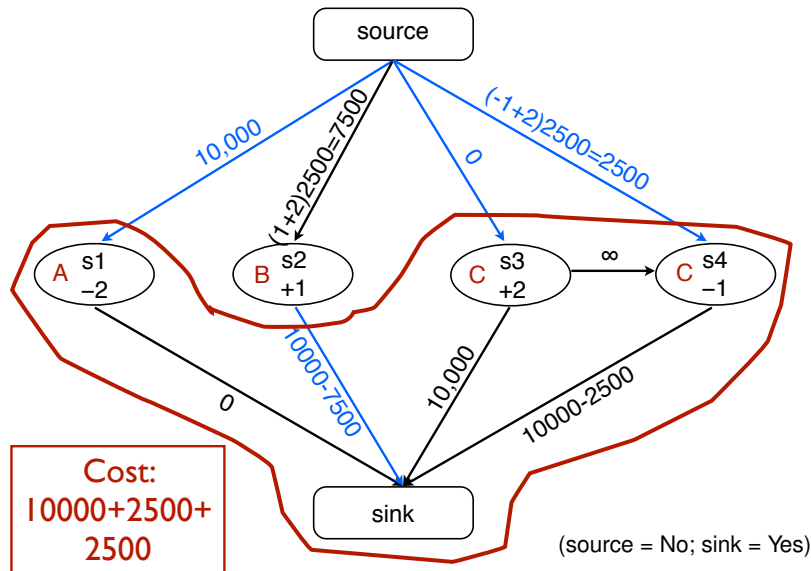 source
10,000
(1+2)2500=7500
0
(-1+2)2500=2500
A
s1
−2
B
s2
+1
C
s3
+2
∞
C
s4
−1
0
10000-7500
10,000
10000-2500
Cost:
10000+2500+
2500
sink
(source = No; sink = Yes)